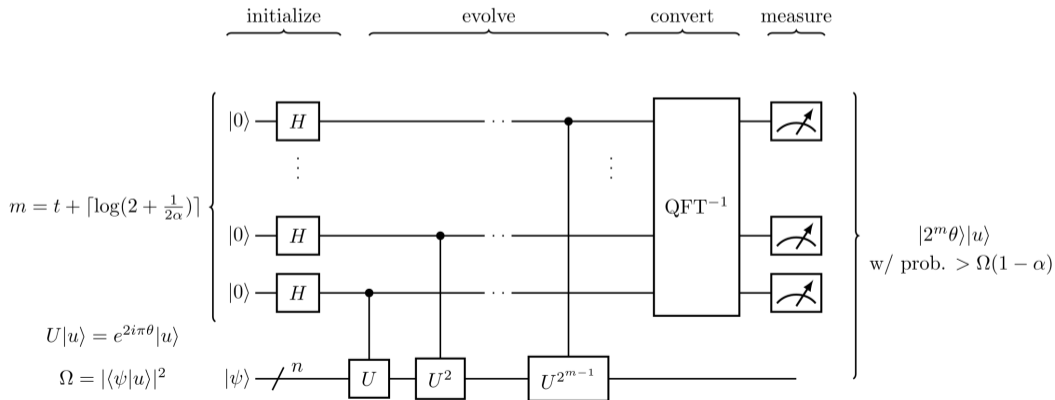 initialize evolve convert measure
|0⟩ H
⋮ ⋮
m = t + ⌈log(2 + 1/2α)⌉
QFT⁻¹
|0⟩ H · · ·
|2ᵐθ⟩|u⟩
w/ prob. > Ω(1 − α)
|0⟩ H · · ·
U|u⟩ = e^{2iπθ}|u⟩
Ω = |⟨ψ|u⟩|²
|ψ⟩ n U U² U^{2^{m−1}}